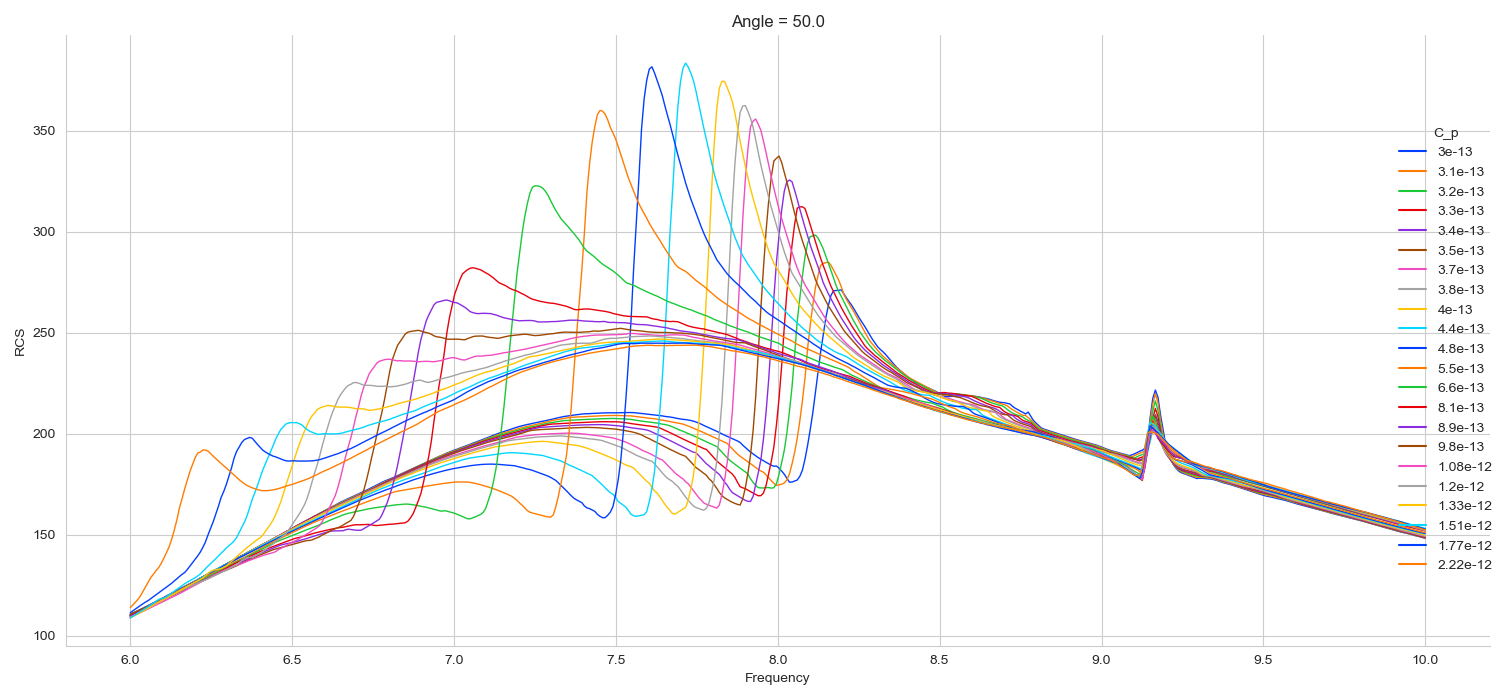 Angle = 50.0
RCS
350
300
250
200
150
100
6.0 6.5 7.0 7.5 8.0 8.5 9.0 9.5 10.0
Frequency
C_p
3e-13
3.1e-13
3.2e-13
3.3e-13
3.4e-13
3.5e-13
3.7e-13
3.8e-13
4e-13
4.4e-13
4.8e-13
5.5e-13
6.6e-13
8.1e-13
8.9e-13
9.8e-13
1.08e-12
1.2e-12
1.33e-12
1.51e-12
1.77e-12
2.22e-12